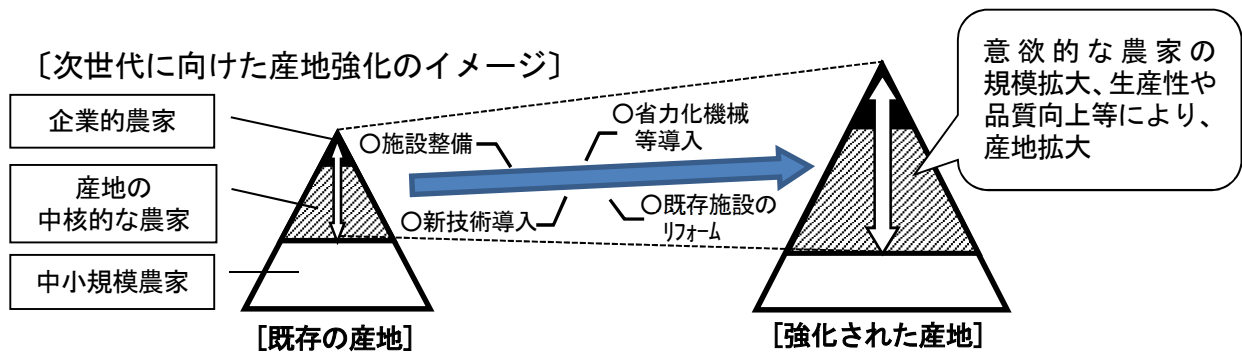 〔次世代に向けた産地強化のイメージ〕
企業的農家
産地の
中核的な農家
中小規模農家
○施設整備
○省力化機械
等導入
○新技術導入
○既存施設の
ﾘﾌｫｰﾑ
意欲的な農家の
規模拡大、生産性や
品質向上等により、
産地拡大
［既存の産地］
［強化された産地］